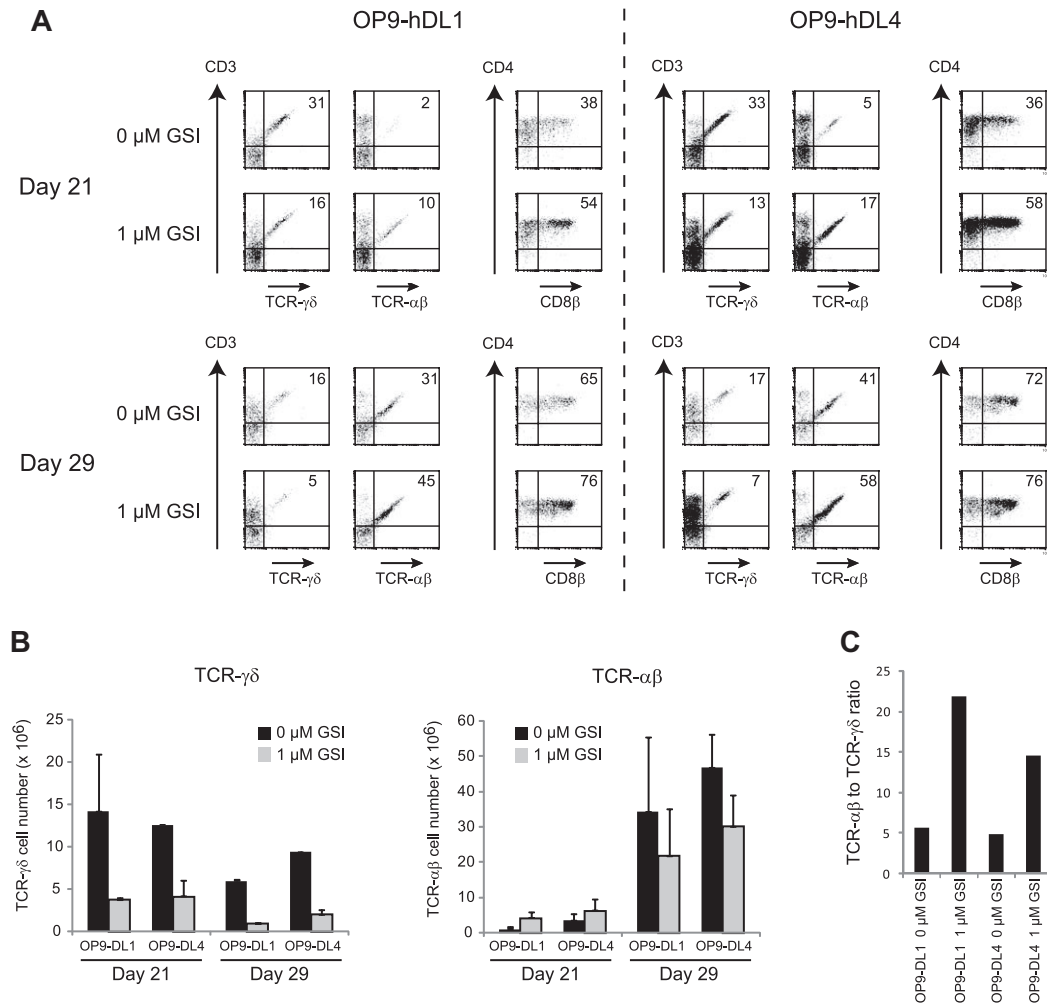 A
OP9-hDL1
OP9-hDL4
CD3
CD4
CD3
CD4
0 µM GSI
31
2
38
33
5
36
Day 21
1 µM GSI
16
10
54
13
17
58
TCR-γδ
TCR-αβ
CD8β
TCR-γδ
TCR-αβ
CD8β
CD3
CD4
CD3
CD4
0 µM GSI
16
31
65
17
41
72
Day 29
1 µM GSI
5
45
76
7
58
76
TCR-γδ
TCR-αβ
CD8β
TCR-γδ
TCR-αβ
CD8β
B
TCR-γδ
TCR-γδ cell number (x 10⁶)
25
20
15
10
5
0
0 µM GSI
1 µM GSI
OP9-DL1
OP9-DL4
OP9-DL1
OP9-DL4
Day 21
Day 29
TCR-αβ
TCR-αβ cell number (x 10⁶)
60
50
40
30
20
10
0
0 µM GSI
1 µM GSI
OP9-DL1
OP9-DL4
OP9-DL1
OP9-DL4
Day 21
Day 29
C
TCR-αβ to TCR-γδ ratio
25
20
15
10
5
0
OP9-DL1 0 µM GSI
OP9-DL1 1 µM GSI
OP9-DL4 0 µM GSI
OP9-DL4 1 µM GSI